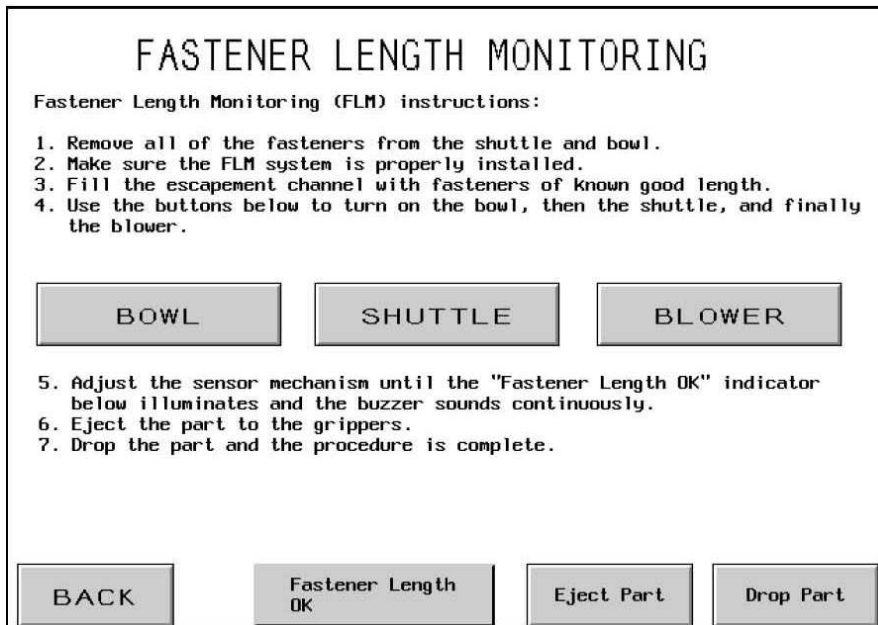 FASTENER LENGTH MONITORING
Fastener Length Monitoring (FLM) instructions:
1. Remove all of the fasteners from the shuttle and bowl.
2. Make sure the FLM system is properly installed.
3. Fill the escapement channel with fasteners of known good length.
4. Use the buttons below to turn on the bowl, then the shuttle, and finally
the blower.
BOWL
SHUTTLE
BLOWER
5. Adjust the sensor mechanism until the "Fastener Length OK" indicator
below illuminates and the buzzer sounds continuously.
6. Eject the part to the grippers.
7. Drop the part and the procedure is complete.
BACK
Fastener Length
OK
Eject Part
Drop Part